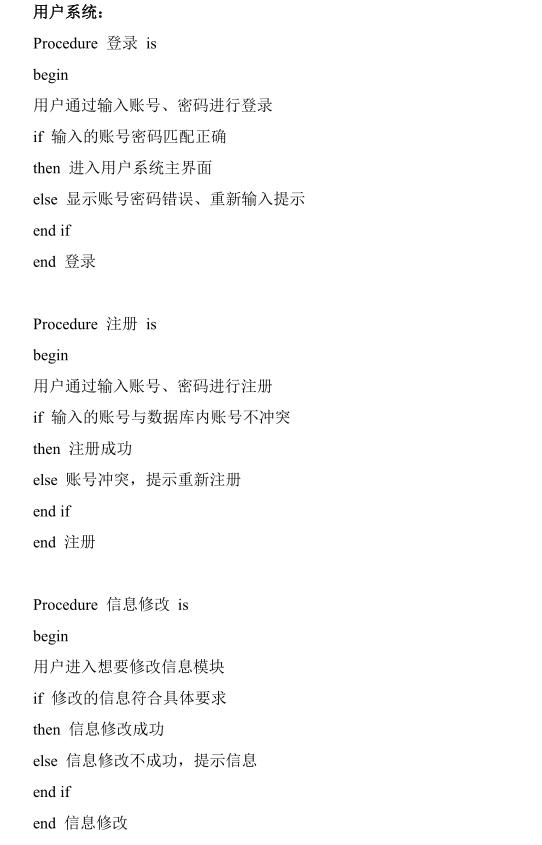 用户系统：
Procedure 登录 is
begin
用户通过输入账号、密码进行登录
if 输入的账号密码匹配正确
then 进入用户系统主界面
else 显示账号密码错误、重新输入提示
end if
end 登录
Procedure 注册 is
begin
用户通过输入账号、密码进行注册
if 输入的账号与数据库内账号不冲突
then 注册成功
else 账号冲突，提示重新注册
end if
end 注册
Procedure 信息修改 is
begin
用户进入想要修改信息模块
if 修改的信息符合具体要求
then 信息修改成功
else 信息修改不成功，提示信息
end if
end 信息修改